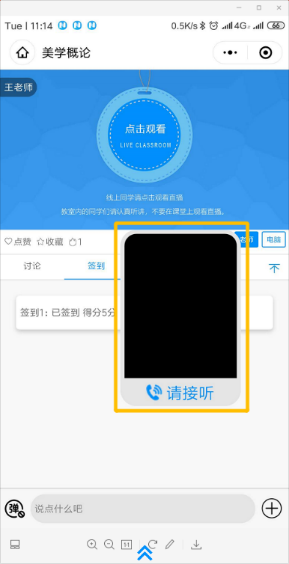 Tue | 11:14
0.5K/s
4G
66
美学概论
王老师
点击观看
LIVE CLASSROOM
线上同学请点击观看直播
教室内的同学们请认真听讲，不要在课堂上观看直播。
点赞 收藏 1
电脑
讨论
签到
签到1: 已签到 得分5分
请接听
弹
说点什么吧
1:1